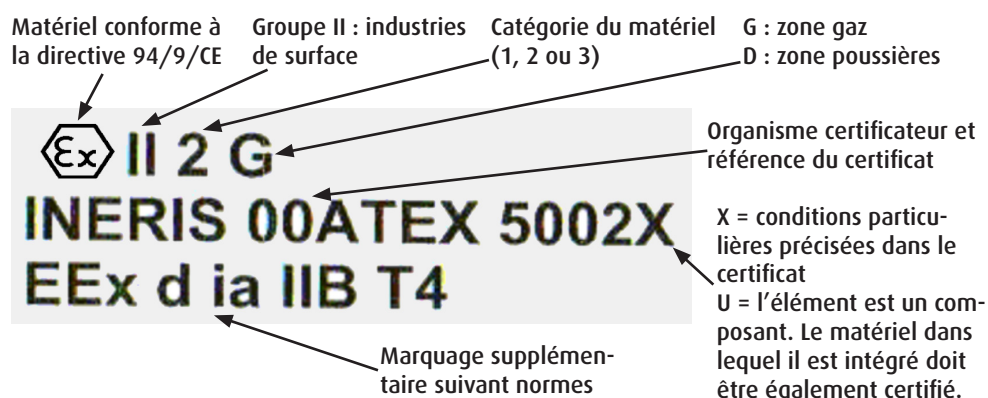 Matériel conforme à
la directive 94/9/CE
Groupe II : industries
de surface
Catégorie du matériel
(1, 2 ou 3)
G : zone gaz
D : zone poussières
Ex II 2 G
INERIS 00ATEX 5002X
EEx d ia IIB T4
Organisme certificateur et
référence du certificat
X = conditions particu-
lières précisées dans le
certificat
U = l'élément est un com-
posant. Le matériel dans
lequel il est intégré doit
être également certifié.
Marquage supplémen-
taire suivant normes